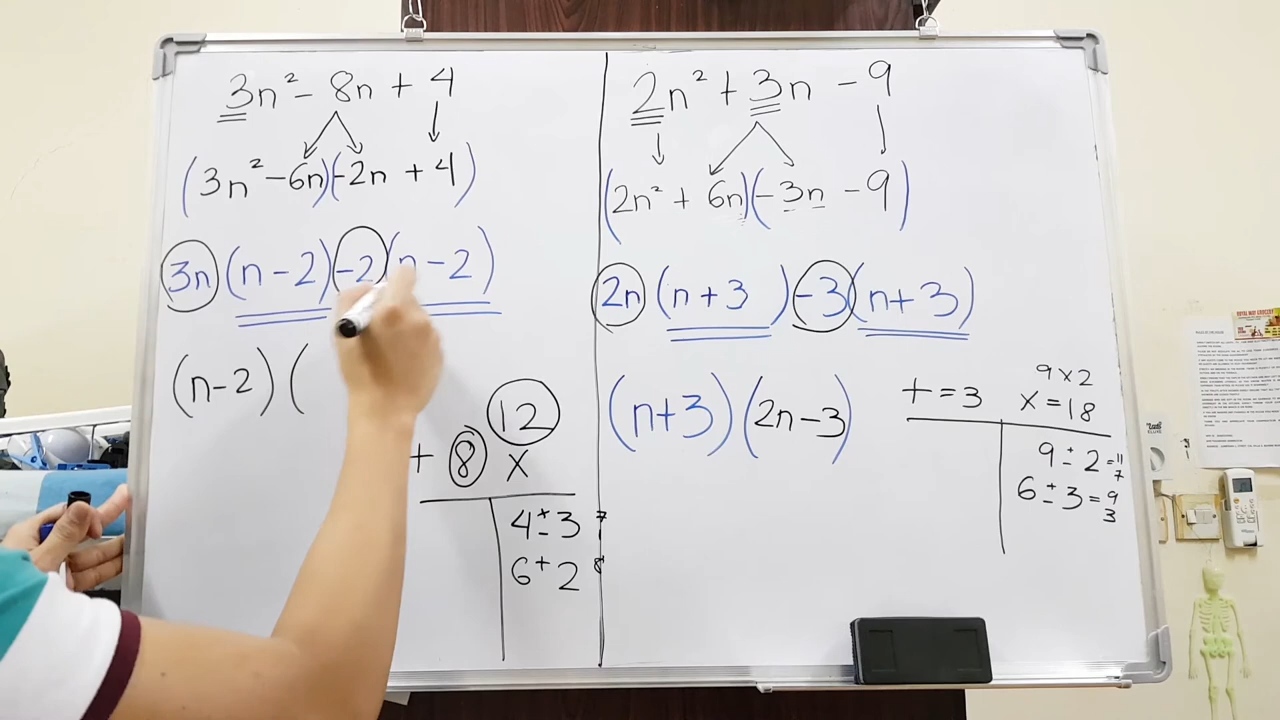 3n² - 8n + 4
(3n² - 6n)(-2n + 4)
3n(n - 2) -2(n - 2)
(n-2)(
12
+ 8 x
4 ± 3 7
6 + 2 8
2n² + 3n - 9
(2n² + 6n)(-3n - 9)
2n(n+3) -3(n+3)
(n+3)(2n-3)
9x2
+ = 3 x = 18
9 ± 2 = 11
7
6 ± 3 = 9
3